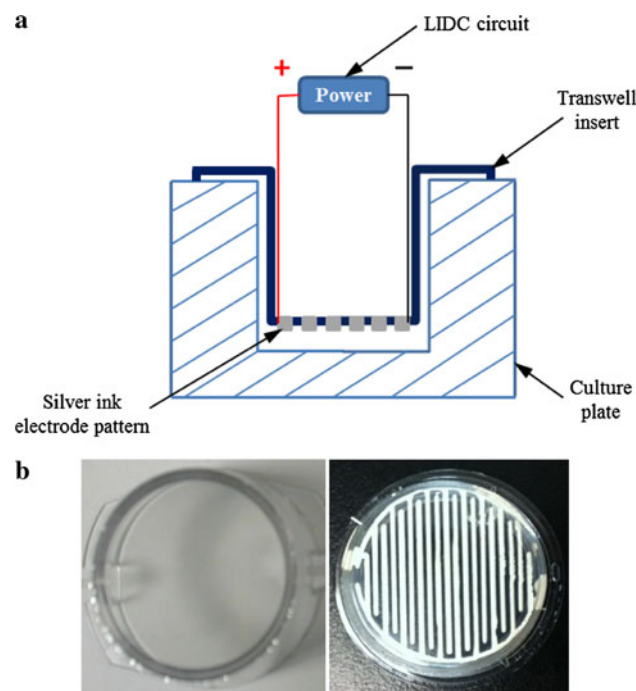 a
LIDC circuit
+
−
Power
Transwell
insert
Silver ink
electrode pattern
Culture
plate
b